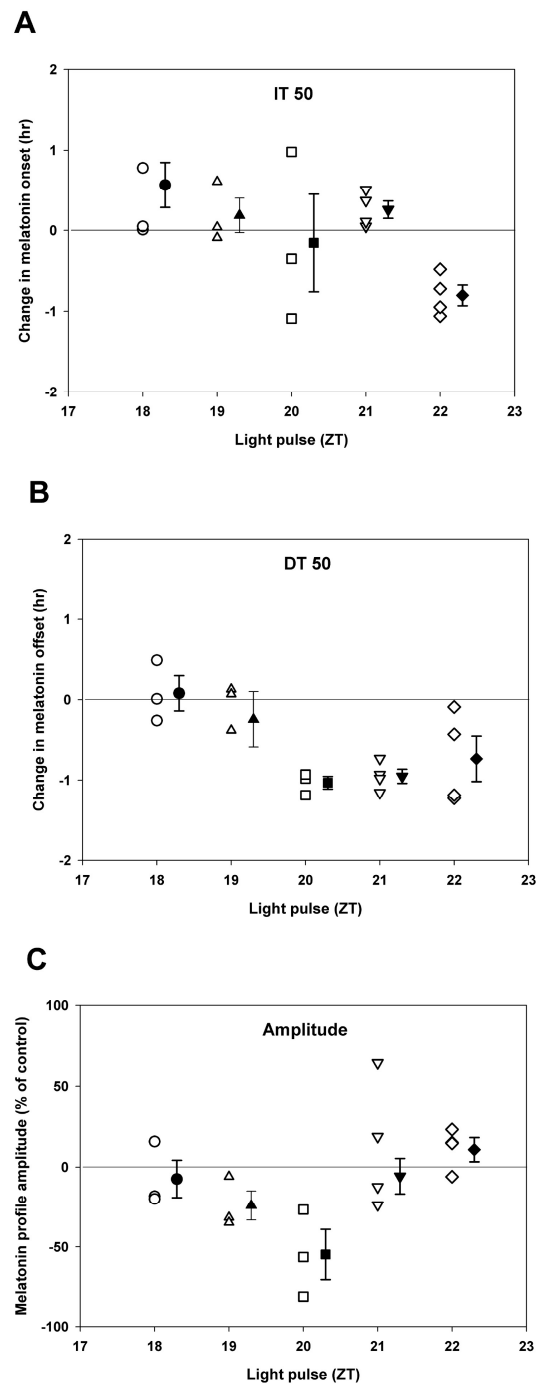 A
IT 50
Change in melatonin onset (hr)
2
1
0
-1
-2
17 18 19 20 21 22 23
Light pulse (ZT)
B
DT 50
Change in melatonin offset (hr)
2
1
0
-1
-2
17 18 19 20 21 22 23
Light pulse (ZT)
C
Amplitude
Melatonin profile amplitude (% of control)
100
50
0
-50
-100
17 18 19 20 21 22 23
Light pulse (ZT)